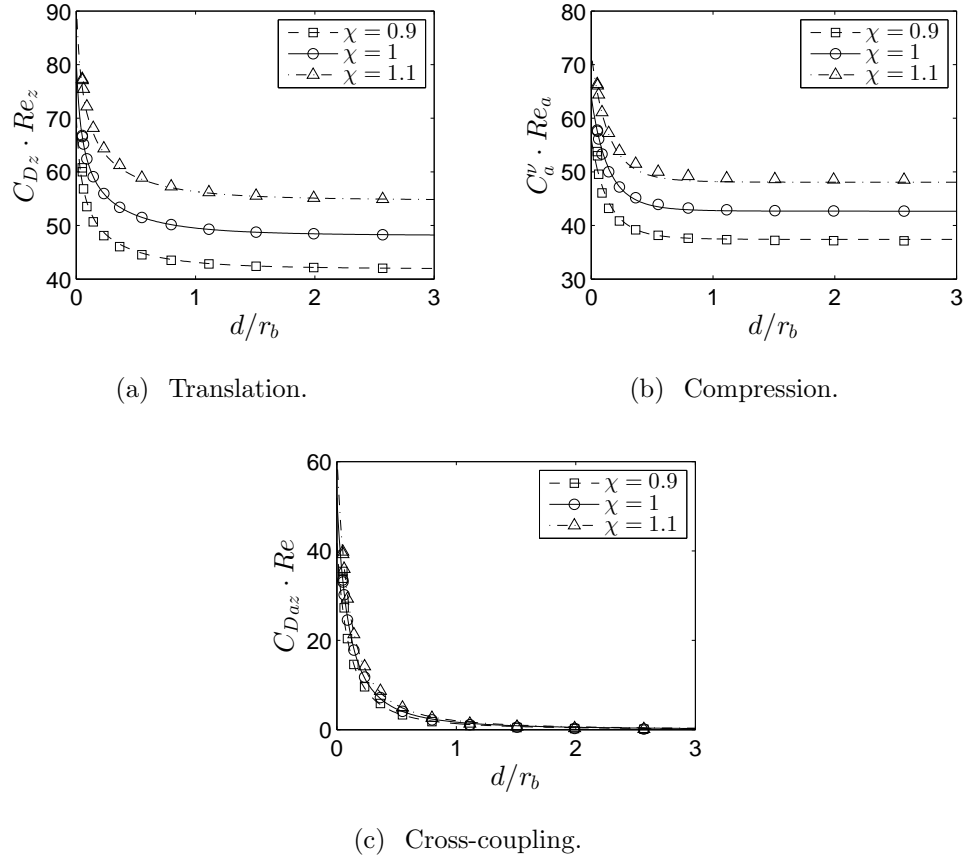 90
80
70
60
50
40
0 1 2 3
C_{Dz} · Re_z
d/r_b
χ = 0.9
χ = 1
χ = 1.1
(a) Translation.
80
70
60
50
40
30
0 1 2 3
C_a^ν · Re_a
d/r_b
χ = 0.9
χ = 1
χ = 1.1
(b) Compression.
60
40
20
0
0 1 2 3
C_{Daz} · Re
d/r_b
χ = 0.9
χ = 1
χ = 1.1
(c) Cross-coupling.